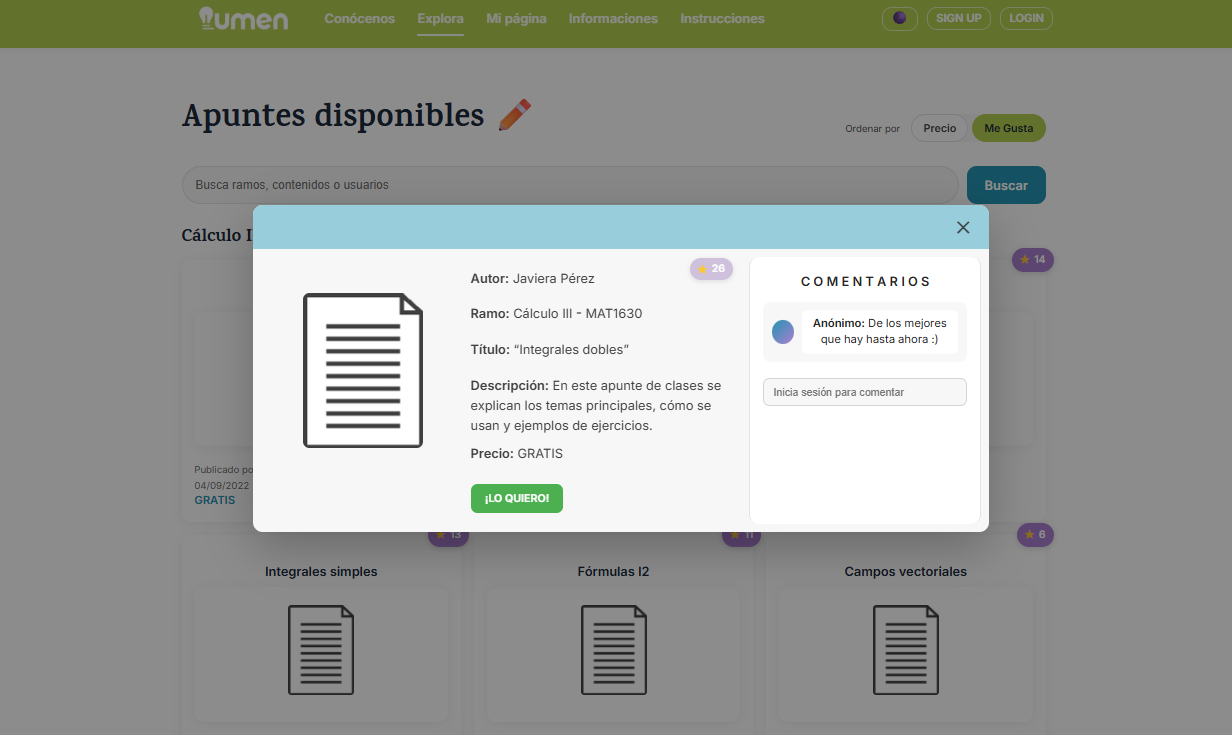 lumen
Conócenos
Explora
Mi página
Informaciones
Instrucciones
SIGN UP
LOGIN
Apuntes disponibles
Ordenar por
Precio
Me Gusta
Busca ramos, contenidos o usuarios
Buscar
Cálculo I
14
26
Autor: Javiera Pérez
Ramo: Cálculo III - MAT1630
Título: “Integrales dobles”
Descripción: En este apunte de clases se
explican los temas principales, cómo se
usan y ejemplos de ejercicios.
Precio: GRATIS
¡LO QUIERO!
COMENTARIOS
Anónimo: De los mejores
que hay hasta ahora :)
Inicia sesión para comentar
Publicado po
04/09/2022
GRATIS
13
11
6
Integrales simples
Fórmulas I2
Campos vectoriales